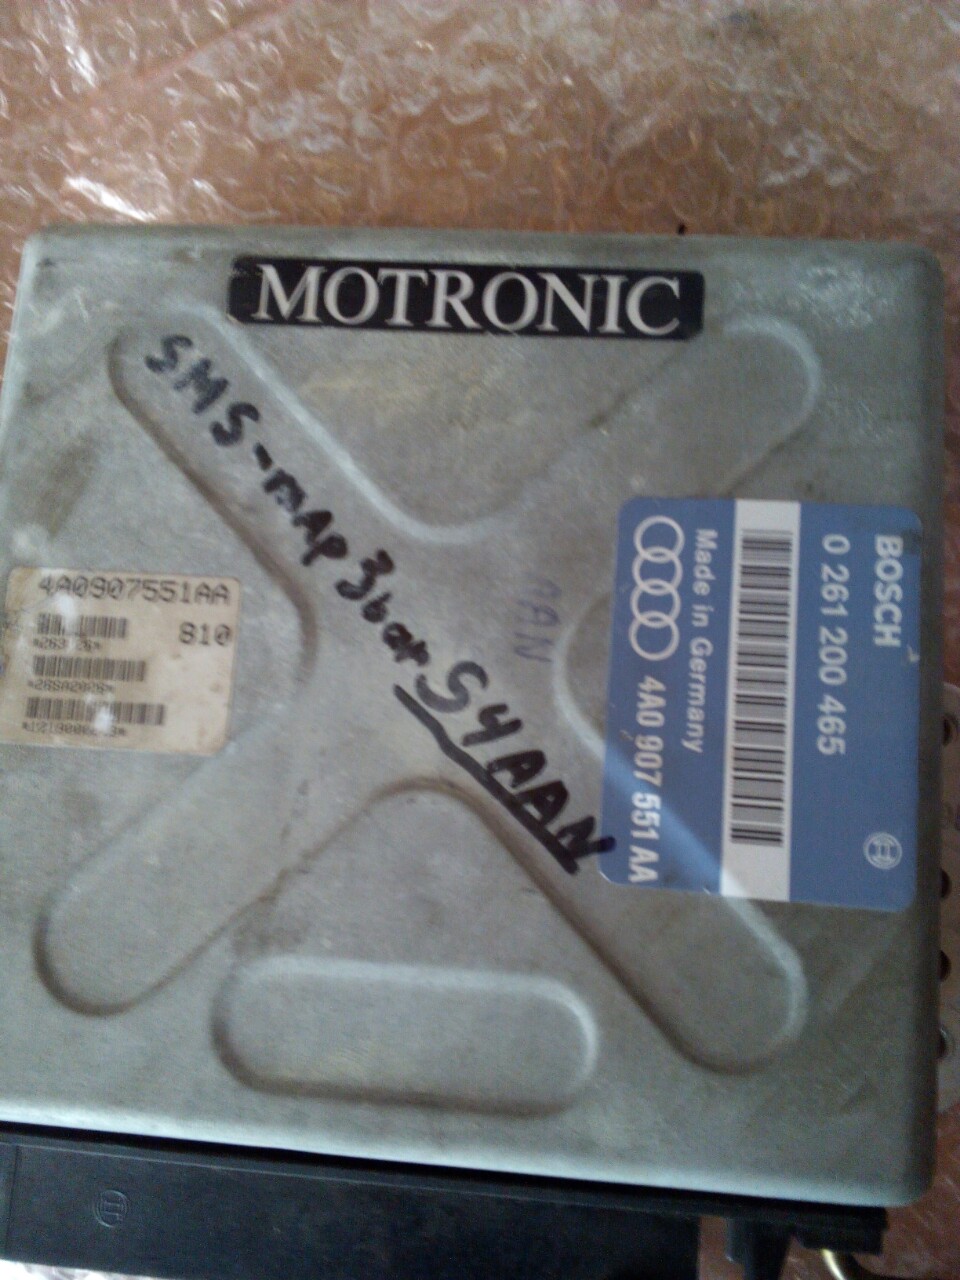 MOTRONIC
SMS-mAp 3bar S4AAN
AAN
4A0907551AA
810
BOSCH
0 261 200 465
Made in Germany
4A0 907 551 AA